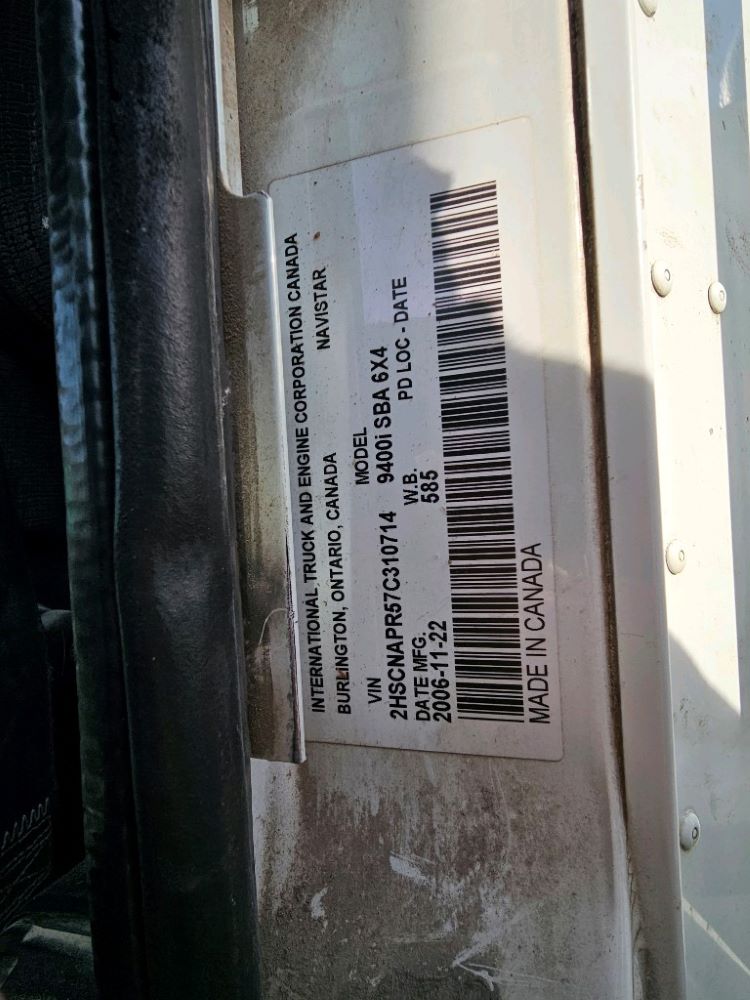 INTERNATIONAL TRUCK AND ENGINE CORPORATION CANADA
BURLINGTON, ONTARIO, CANADA NAVISTAR
VIN MODEL
2HSCNAPR57C310714 9400i SBA 6X4
DATE MFG. W.B. PD LOC - DATE
2006-11-22 585
MADE IN CANADA